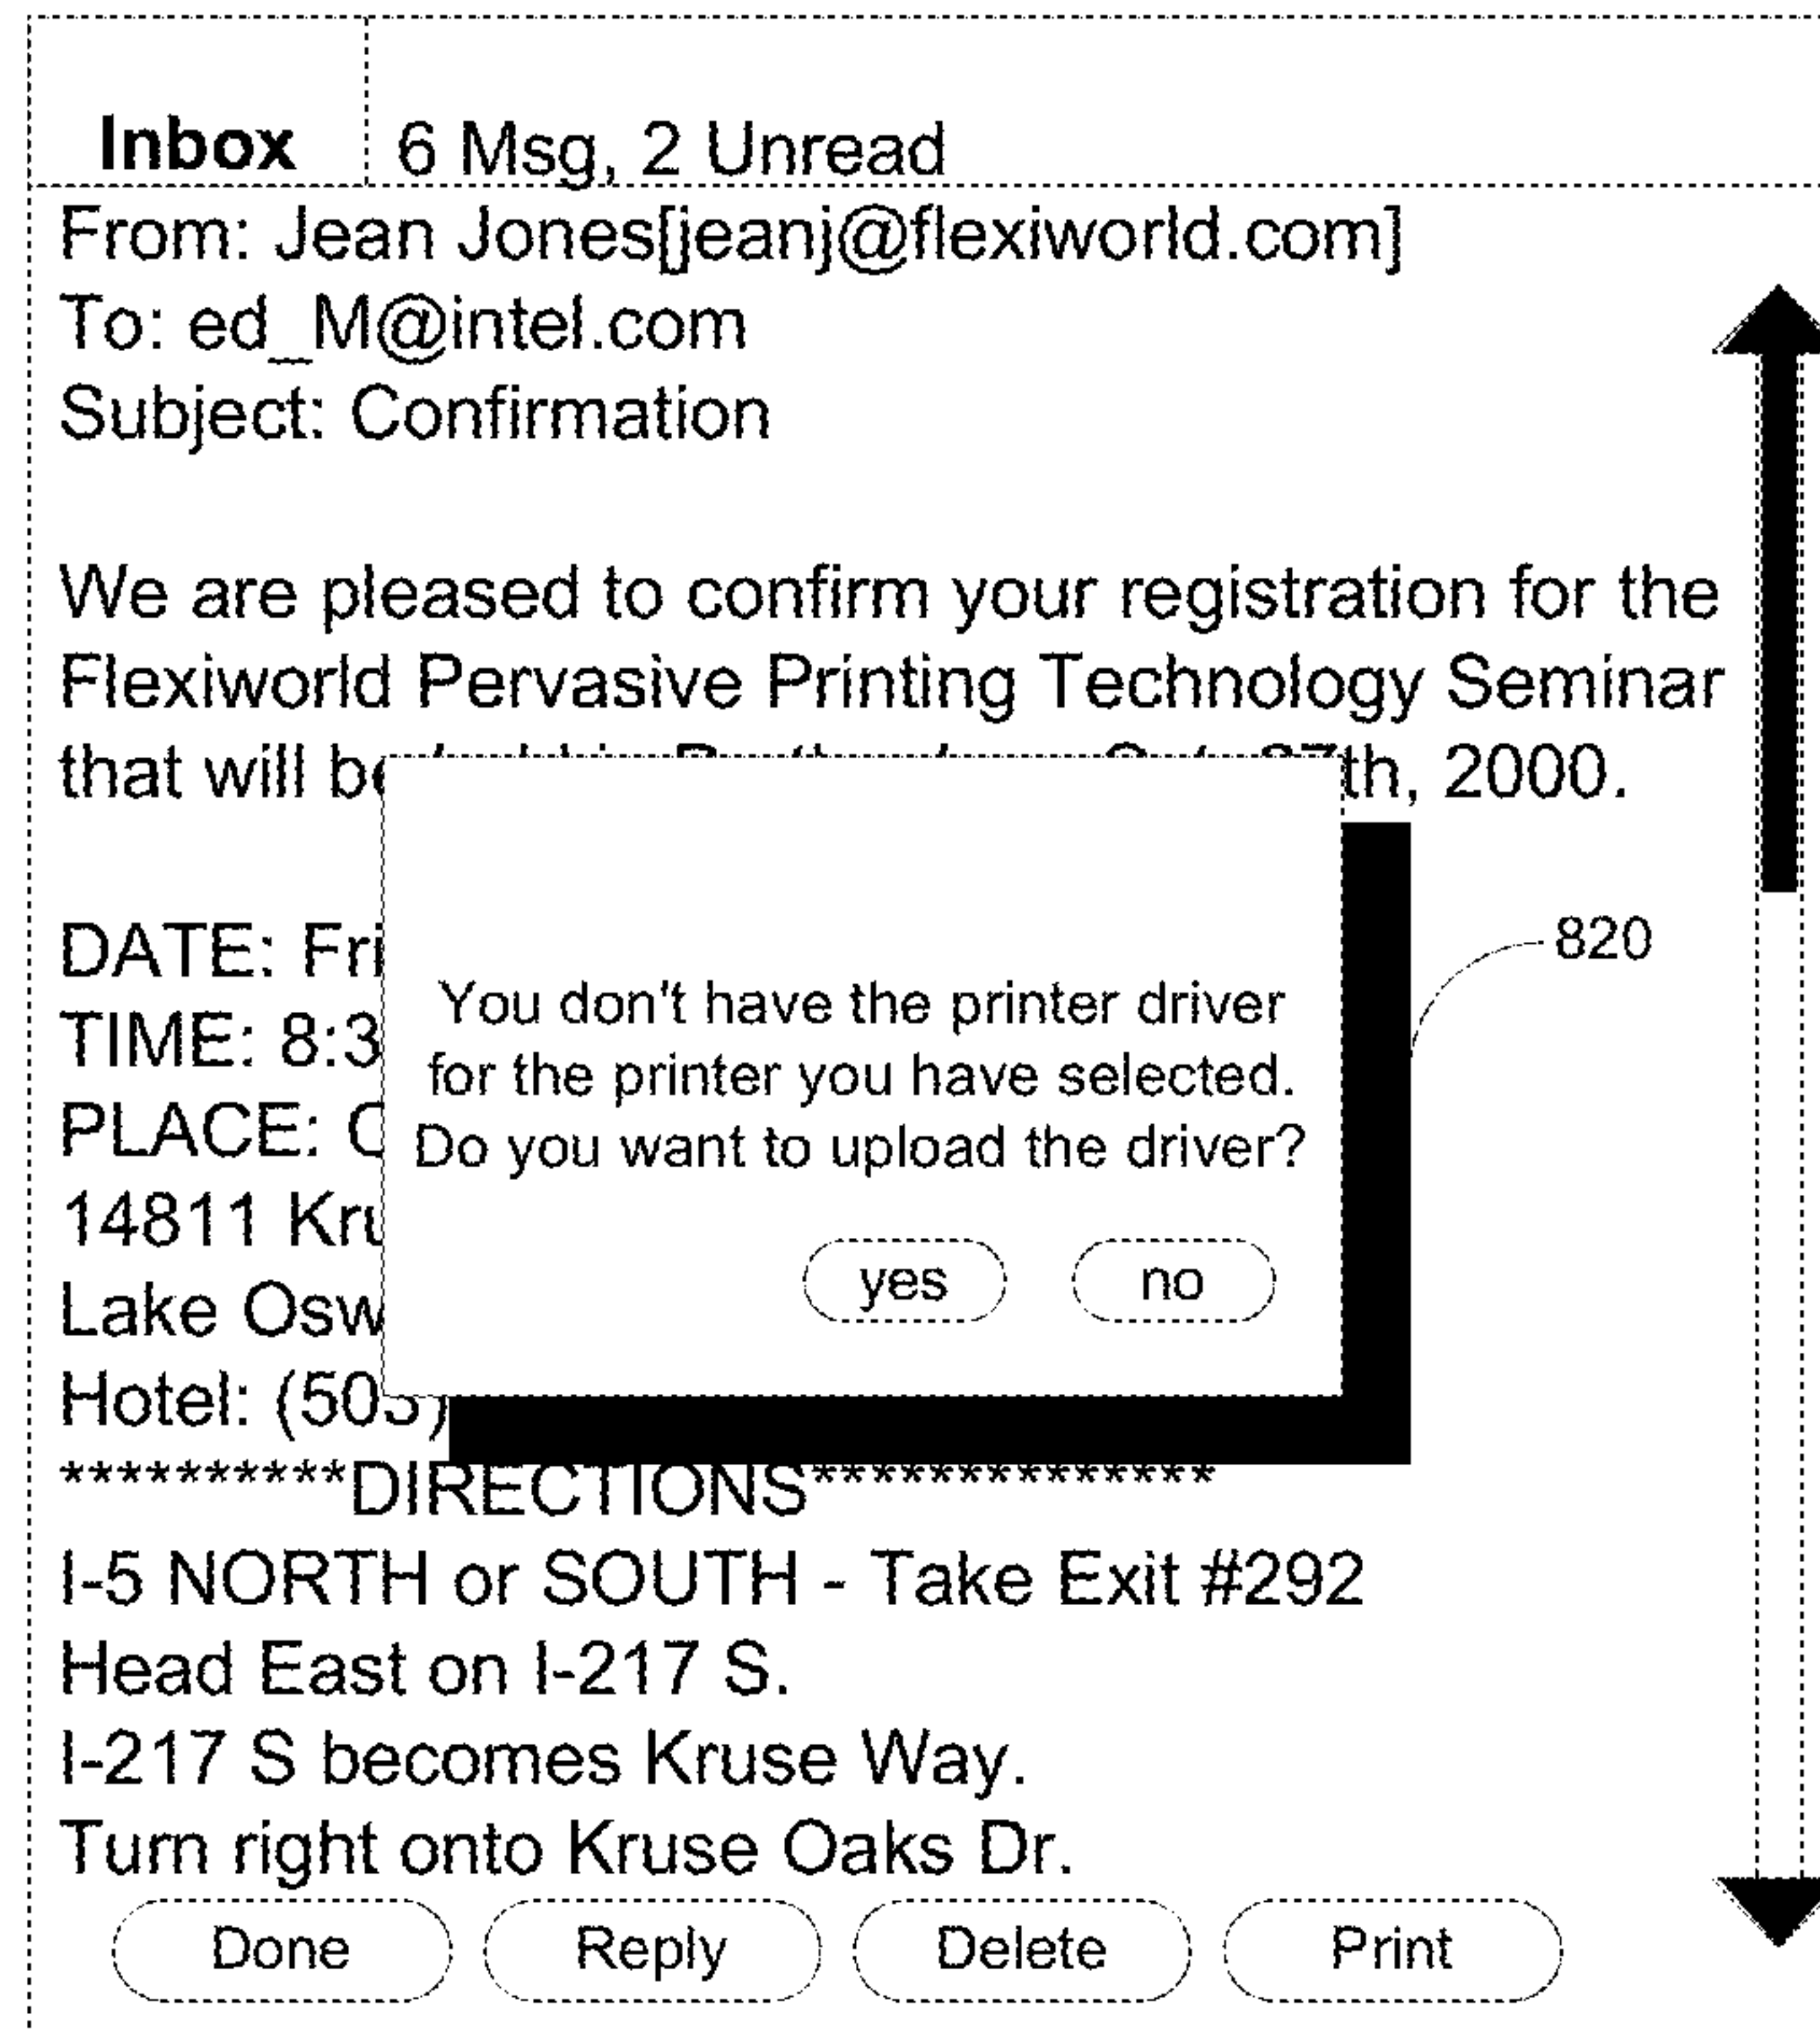 Inbox 6 Msg, 2 Unread
From: Jean Jones[jeanj@flexiworld.com]
To: ed_M@intel.com
Subject: Confirmation
We are pleased to confirm your registration for the
Flexiworld Pervasive Printing Technology Seminar
that will th, 2000.
DATE: Fri
820
TIME: 8:3
You don't have the printer driver
for the printer you have selected.
Do you want to upload the driver?
PLACE:
14811 Kru
yes no
Lake Osw
Hotel: (503)
**********DIRECTIONS**************
I-5 NORTH or SOUTH - Take Exit #292
Head East on I-217 S.
I-217 S becomes Kruse Way.
Turn right onto Kruse Oaks Dr.
Done Reply Delete Print